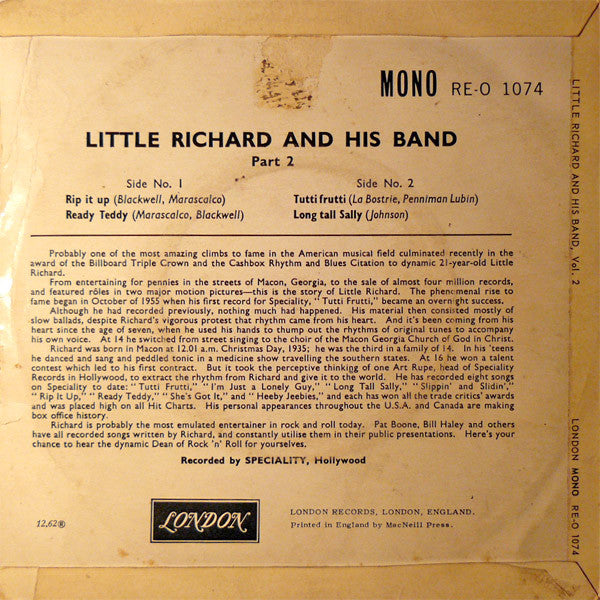 MONO RE-O 1074
LITTLE RICHARD AND HIS BAND
Part 2
Side No. 1
Rip it up (Blackwell, Marascalco)
Ready Teddy (Marascalco, Blackwell)
Side No. 2
Tutti frutti (La Bostrie, Penniman Lubin)
Long tall Sally (Johnson)
Probably one of the most amazing climbs to fame in the American musical field culminated recently in the
award of the Billboard Triple Crown and the Cashbox Rhythm and Blues Citation to dynamic 21-year-old Little
Richard.
From entertaining for pennies in the streets of Macon, Georgia, to the sale of almost four million records,
and featured rôles in two major motion pictures—this is the story of Little Richard. The phenomenal rise to
fame began in October of 1955 when his first record for Speciality, "Tutti Frutti," became an overnight success.
Although he had recorded previously, nothing much had happened. His material then consisted mostly of
slow ballads, despite Richard's vigorous protest that rhythm came from his heart. And it's been coming from his
heart since the age of seven, when he used his hands to thump out the rhythms of original tunes to accompany
his own voice. At 14 he switched from street singing to the choir of the Macon Georgia Church of God in Christ.
Richard was born in Macon at 12.01 a.m. Christmas Day, 1935; he was the third in a family of 14. In his 'teens
he danced and sang and peddled tonic in a medicine show travelling the southern states. At 16 he won a talent
contest which led to his first contract. But it took the perceptive thinking of one Art Rupe, head of Speciality
Records in Hollywood, to extract the rhythm from Richard and give it to the world. He has recorded eight songs
on Speciality to date: "Tutti Frutti," "I'm Just a Lonely Guy," "Long Tall Sally," "Slippin' and Slidin',"
"Rip It Up," "Ready Teddy," "She's Got It," and "Heeby Jeebies," and each has won all the trade critics' awards
and was placed high on all Hit Charts. His personal appearances throughout the U.S.A. and Canada are making
box office history.
Richard is probably the most emulated entertainer in rock and roll today. Pat Boone, Bill Haley and others
have all recorded songs written by Richard, and constantly utilise them in their public presentations. Here's your
chance to hear the dynamic Dean of Rock 'n' Roll for yourselves.
Recorded by SPECIALITY, Hollywood
12.62Ⓡ
LONDON
LONDON RECORDS, LONDON, ENGLAND.
Printed in England by MacNeill Press.
LITTLE RICHARD AND HIS BAND, Vol. 2
LONDON MONO RE-O 1074